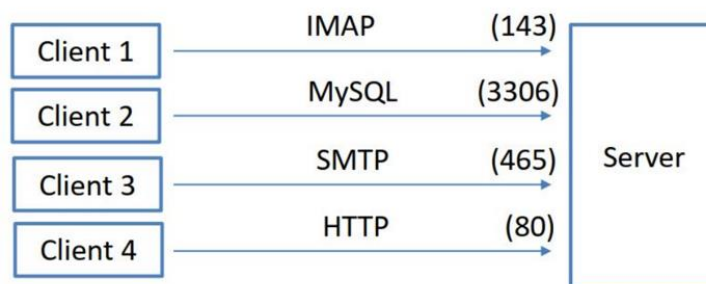 IMAP (143)
Client 1
MySQL (3306)
Client 2
SMTP (465)
Server
Client 3
HTTP (80)
Client 4